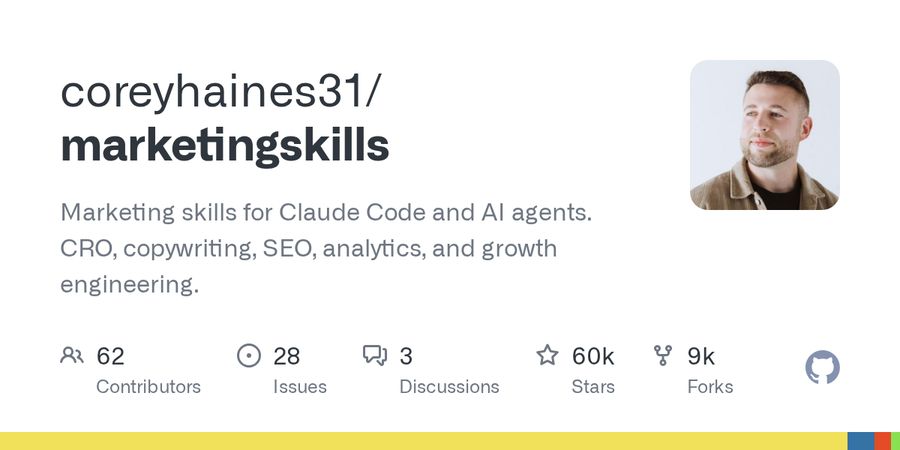 coreyhaines31/
marketingskills
Marketing skills for Claude Code and AI agents.
CRO, copywriting, SEO, analytics, and growth
engineering.
62 28 3 60k 9k
Contributors Issues Discussions Stars Forks